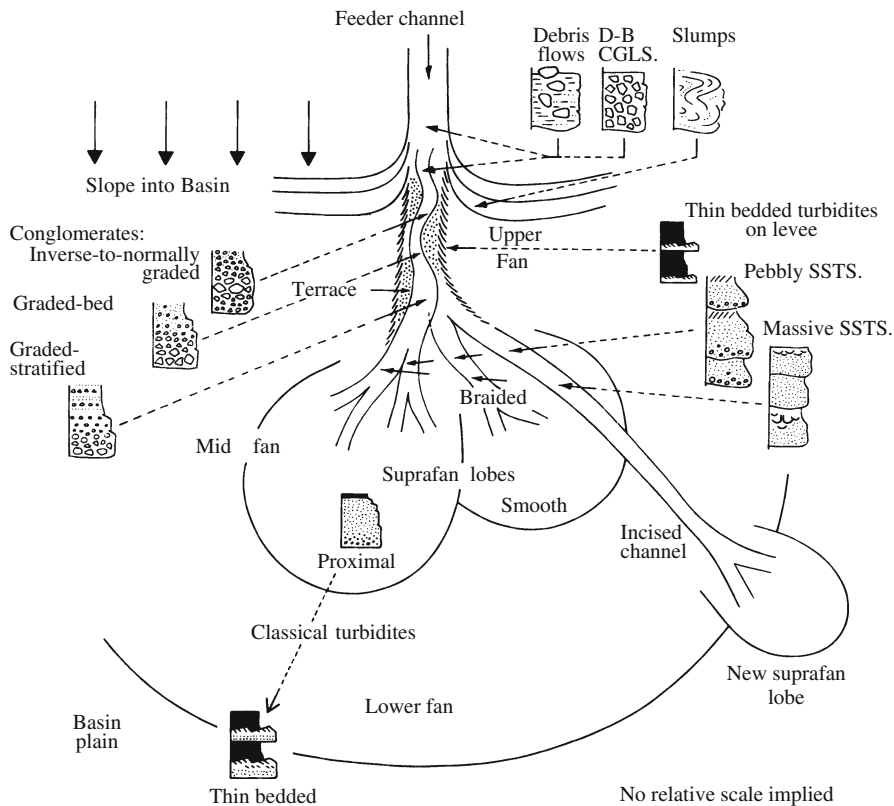 Feeder channel
Debris
flows
D-B
CGLS.
Slumps
Slope into Basin
Conglomerates:
Inverse-to-normally
graded
Graded-bed
Graded-
stratified
Terrace
Upper
Fan
Thin bedded turbidites
on levee
Pebbly SSTS.
Massive SSTS.
Braided
Mid fan
Suprafan lobes
Smooth
Incised
channel
Proximal
Classical turbidites
New suprafan
lobe
Lower fan
Basin
plain
Thin bedded
No relative scale implied